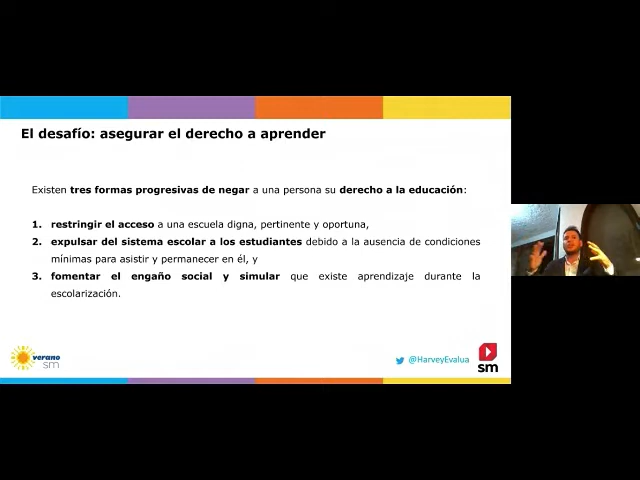 El desafío: asegurar el derecho a aprender
Existen tres formas progresivas de negar a una persona su derecho a la educación:
1. restringir el acceso a una escuela digna, pertinente y oportuna,
2. expulsar del sistema escolar a los estudiantes debido a la ausencia de condiciones
mínimas para asistir y permanecer en él, y
3. fomentar el engaño social y simular que existe aprendizaje durante la
escolarización.
verano
sm
@HarveyEvalua
sm